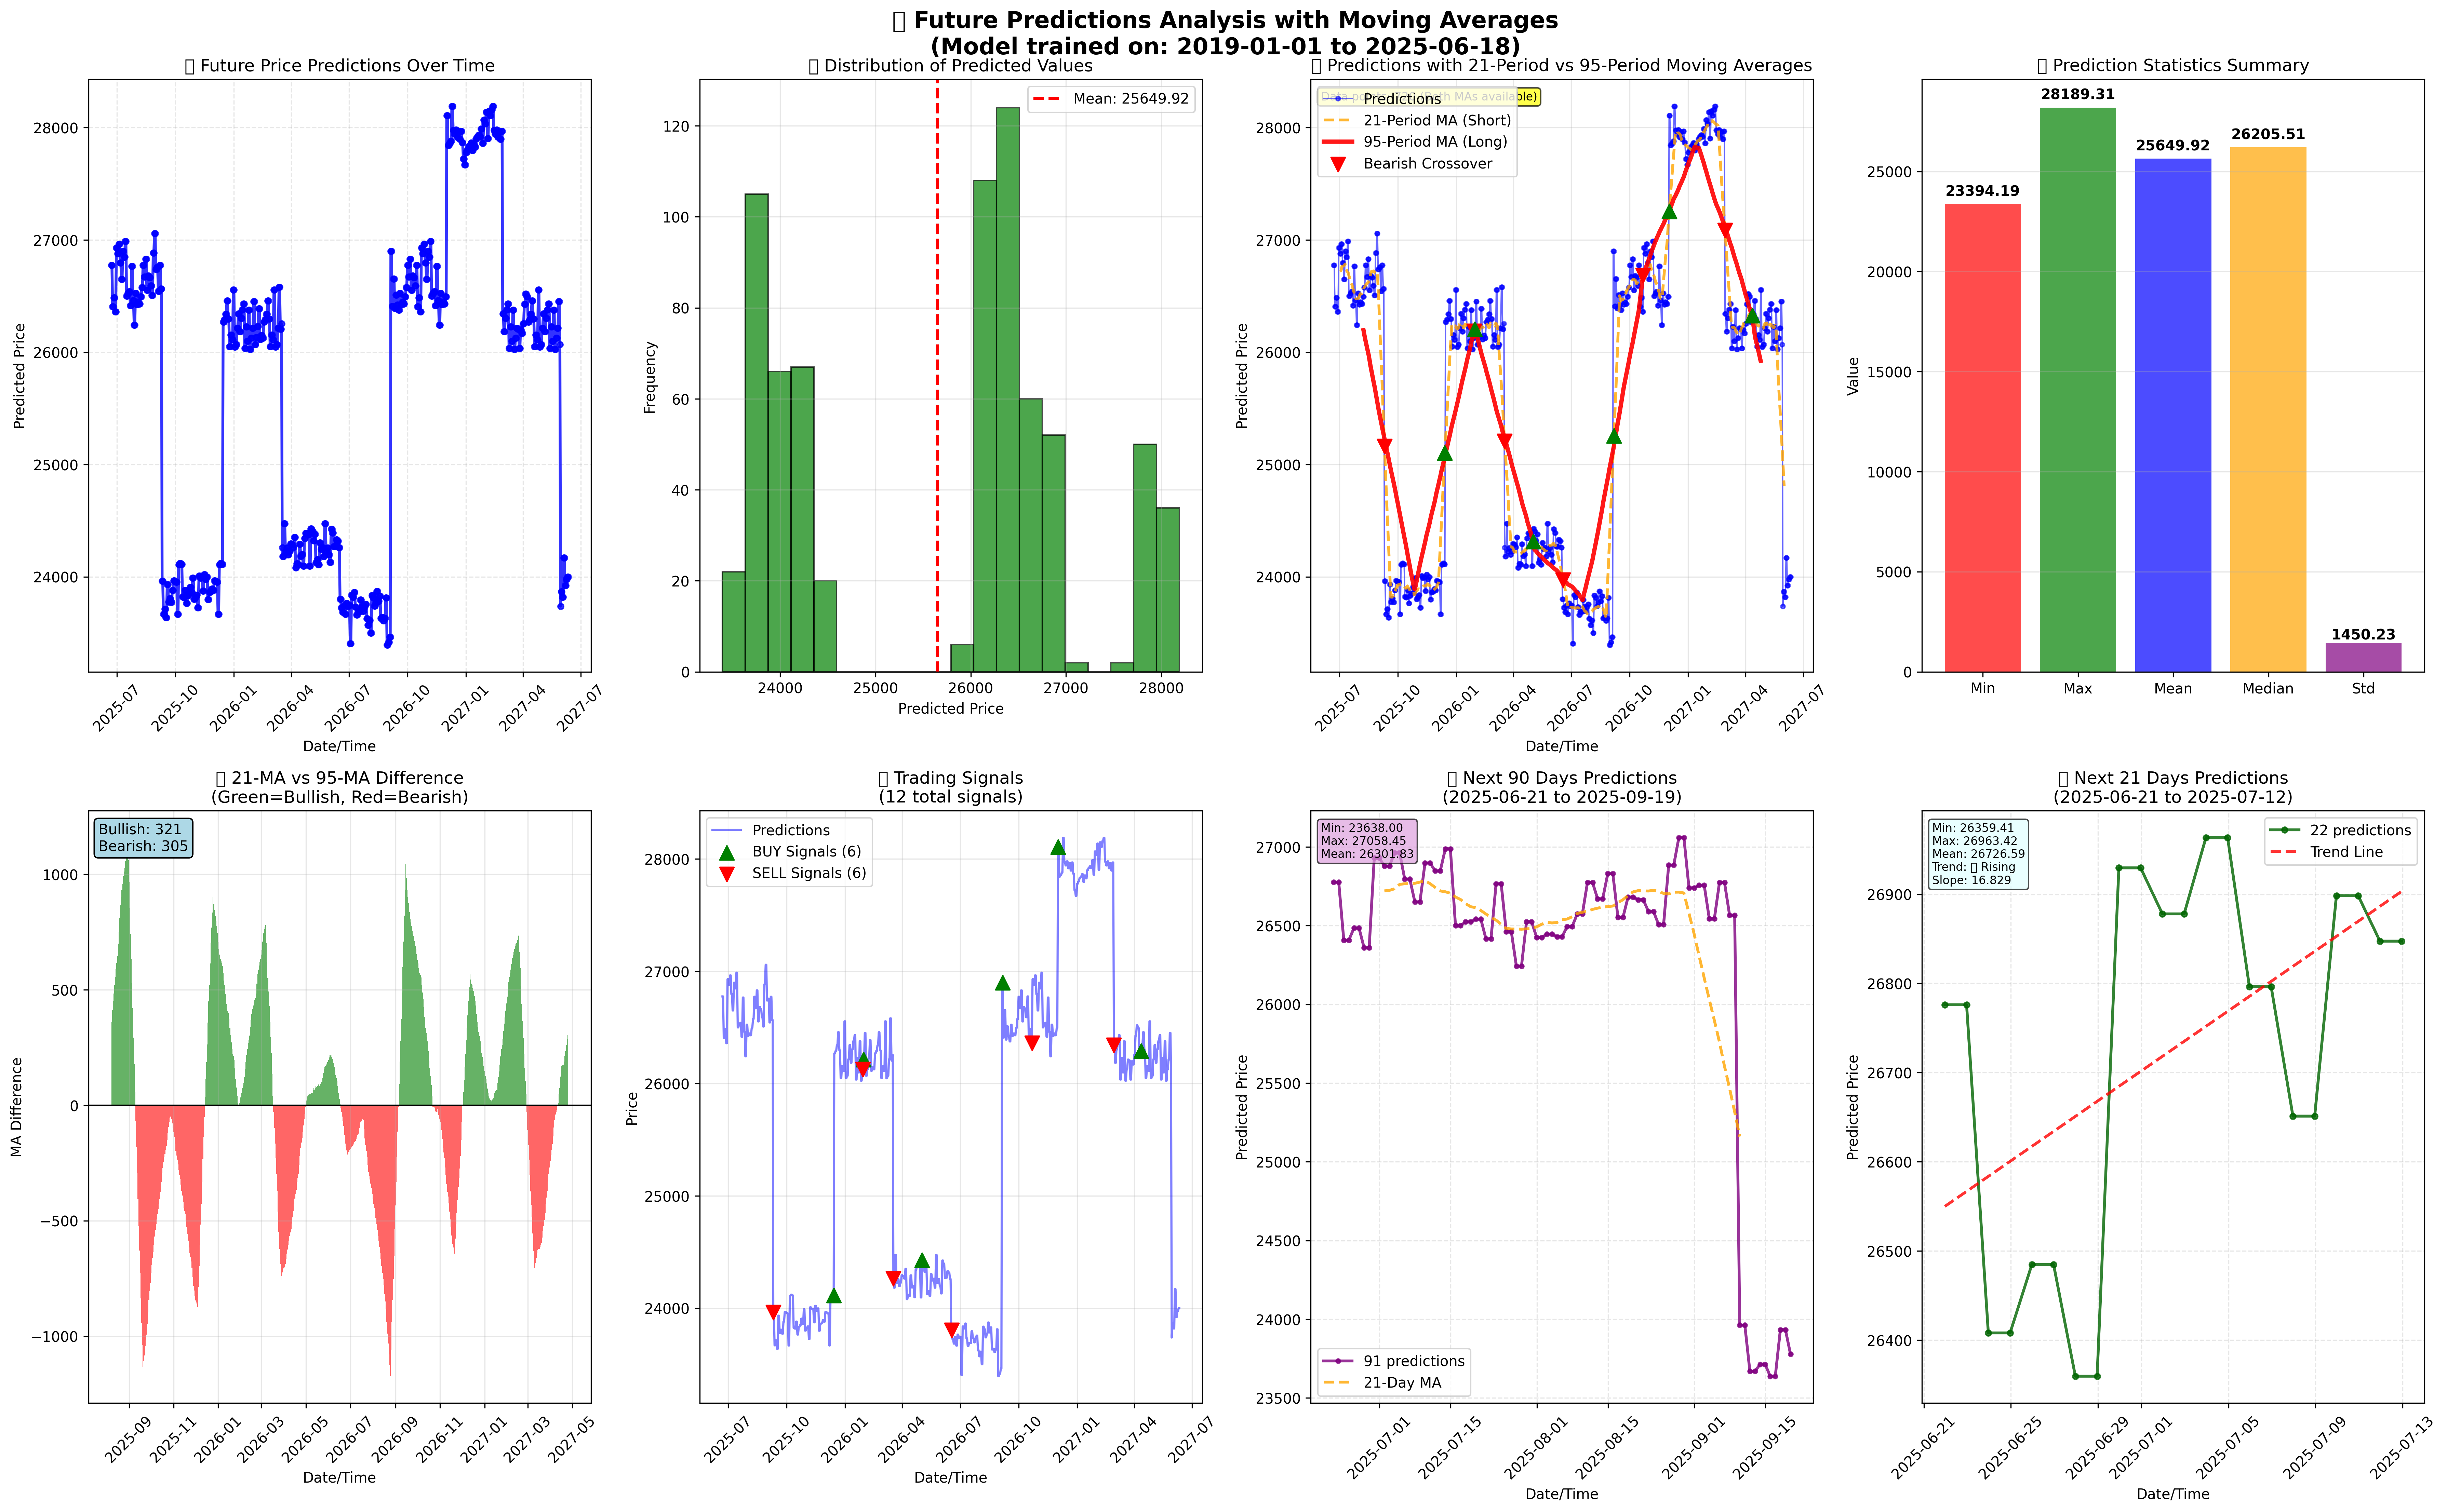 Future Predictions Analysis with Moving Averages
(Model trained on: 2019-01-01 to 2025-06-18)
Future Price Predictions Over Time
28000
27000
26000
25000
24000
Predicted Price
2025-07
2025-10
2026-01
2026-04
2026-07
2026-10
2027-01
2027-04
2027-07
Date/Time
Distribution of Predicted Values
Mean: 25649.92
120
100
80
60
40
20
0
Frequency
24000
25000
26000
27000
28000
Predicted Price
Predictions with 21-Period vs 95-Period Moving Averages
Predictions
21-Period MA (Short)
95-Period MA (Long)
Bearish Crossover
28000
27000
26000
25000
24000
Predicted Price
2025-07
2025-10
2026-01
2026-04
2026-07
2026-10
2027-01
2027-04
2027-07
Date/Time
Prediction Statistics Summary
23394.19
28189.31
25649.92
26205.51
1450.23
25000
20000
15000
10000
5000
0
Value
Min
Max
Mean
Median
Std
21-MA vs 95-MA Difference
(Green=Bullish, Red=Bearish)
Bullish: 321
Bearish: 305
1000
500
0
−500
−1000
MA Difference
2025-09
2025-11
2026-01
2026-03
2026-05
2026-07
2026-09
2026-11
2027-01
2027-03
2027-05
Date/Time
Trading Signals
(12 total signals)
Predictions
BUY Signals (6)
SELL Signals (6)
28000
27000
26000
25000
24000
Price
2025-07
2025-10
2026-01
2026-04
2026-07
2026-10
2027-01
2027-04
2027-07
Date/Time
Next 90 Days Predictions
(2025-06-21 to 2025-09-19)
Min: 23638.00
Max: 27058.45
Mean: 26301.83
27000
26500
26000
25500
25000
24500
24000
23500
Predicted Price
91 predictions
21-Day MA
2025-07-01
2025-07-15
2025-08-01
2025-08-15
2025-09-01
2025-09-15
Date/Time
Next 21 Days Predictions
(2025-06-21 to 2025-07-12)
Min: 26359.41
Max: 26963.42
Mean: 26726.59
Trend: Rising
Slope: 16.829
22 predictions
Trend Line
26900
26800
26700
26600
26500
26400
Predicted Price
2025-06-21
2025-06-25
2025-06-29
2025-07-01
2025-07-05
2025-07-09
2025-07-13
Date/Time